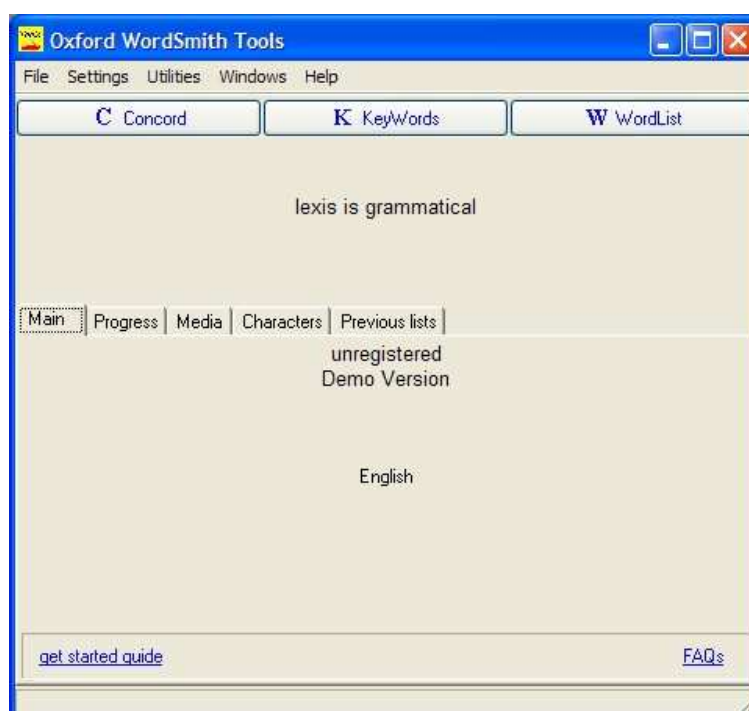 Oxford WordSmith Tools
File Settings Utilities Windows Help
C Concord K KeyWords W WordList
lexis is grammatical
Main Progress Media Characters Previous lists
unregistered
Demo Version
English
get started guide FAQs